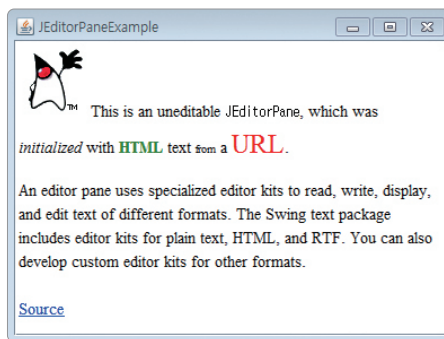 JEditorPaneExample
TM This is an uneditable JEditorPane, which was
initialized with HTML text from a URL.
An editor pane uses specialized editor kits to read, write, display,
and edit text of different formats. The Swing text package
includes editor kits for plain text, HTML, and RTF. You can also
develop custom editor kits for other formats.
Source